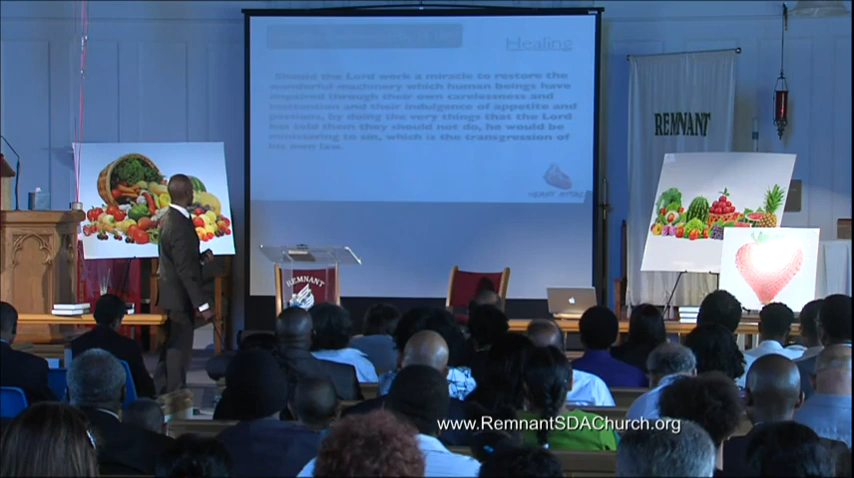 Healing
Should the Lord work a miracle to restore the
wonderful machinery which human beings have
impaired through their own carelessness and
inattention and their indulgence of appetite and
passions, by doing the very things that the Lord
has told them they should not do, he would be
ministering to sin, which is the transgression of
his own law.
REMNANT
REMNANT
www.RemnantSDAChurch.org